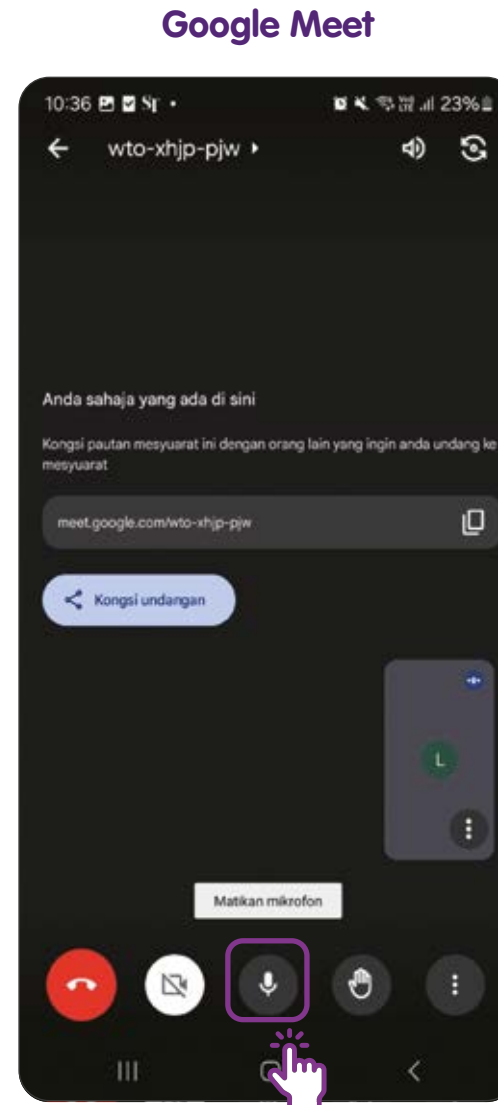 Google Meet
10:36
23%
wto-xhjp-pjw
Anda sahaja yang ada di sini
Kongsi pautan mesyuarat ini dengan orang lain yang ingin anda undang ke
mesyuarat
meet.google.com/wto-xhjp-pjw
Kongsi undangan
L
Matikan mikrofon